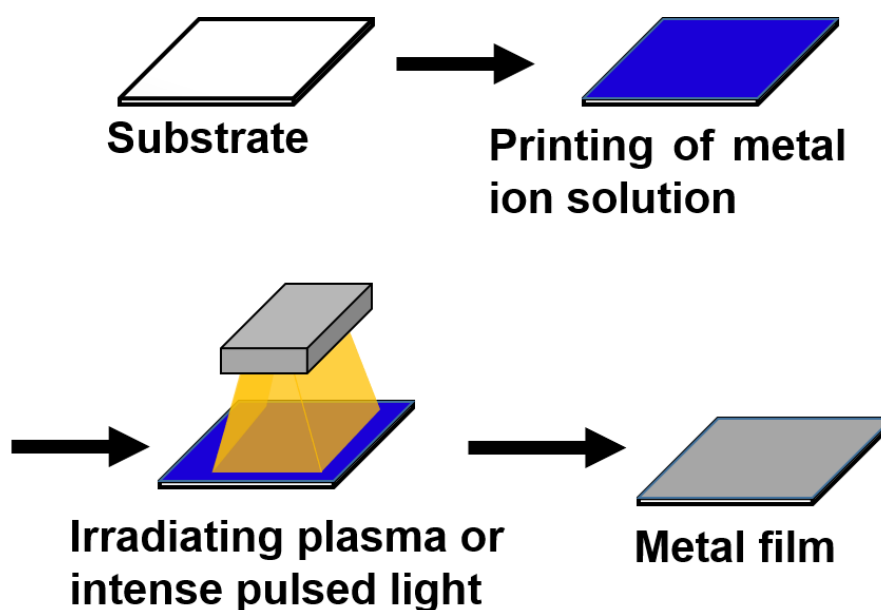 Substrate
Printing of metal
ion solution
Irradiating plasma or
intense pulsed light
Metal film